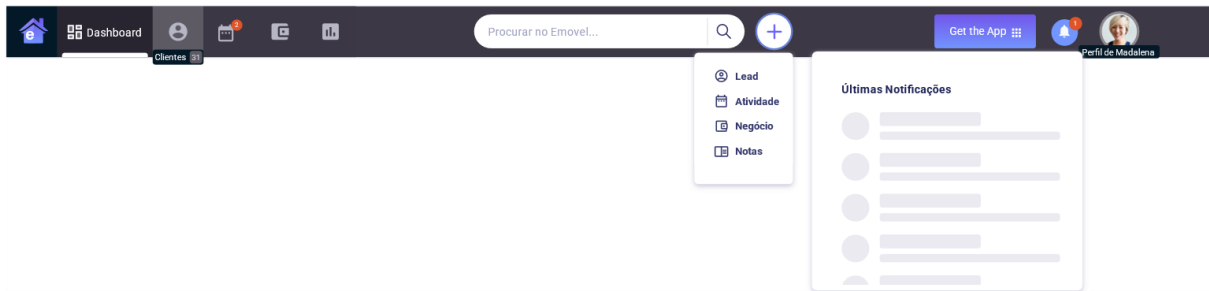 e
Dashboard
2
Procurar no Emovel...
Get the App
1
Clientes 31
Perfil de Madalena
Lead
Atividade
Negócio
Notas
Últimas Notificações